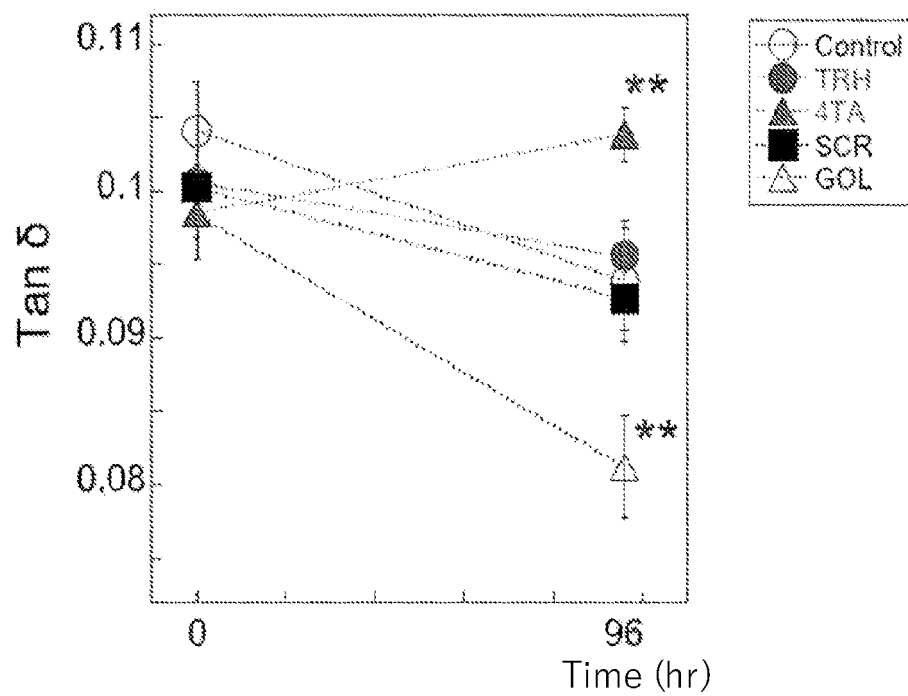 0.11
0.1
0.09
0.08
Tan δ
**
**
0
96
Time (hr)
Control
TRH
4TA
SCR
GOL